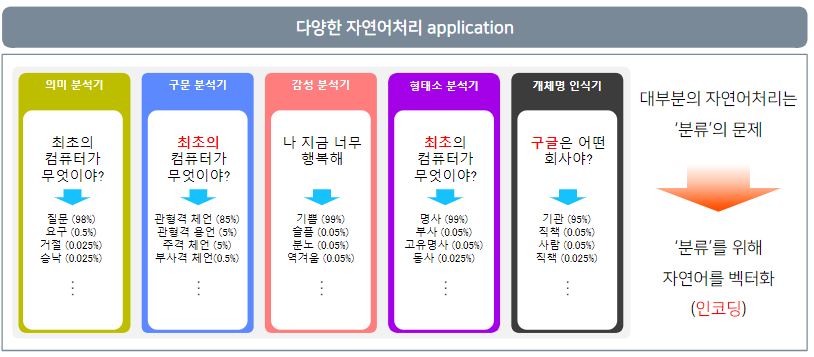 다양한 자연어처리 application
의미 분석기
최초의
컴퓨터가
무엇이야?
질문 (98%)
요구 (0.5%)
거절 (0.025%)
승낙 (0.025%)
⋮
구문 분석기
최초의
컴퓨터가
무엇이야?
관형격 체언 (85%)
관형격 용언 (5%)
주격 체언 (5%)
부사격 체언(0.5%)
⋮
감성 분석기
나 지금 너무
행복해
기쁨 (99%)
슬픔 (0.05%)
분노 (0.05%)
역겨움 (0.05%)
⋮
형태소 분석기
최초의
컴퓨터가
무엇이야?
명사 (99%)
부사 (0.05%)
고유명사 (0.05%)
동사 (0.025%)
⋮
개체명 인식기
구글은 어떤
회사야?
기관 (95%)
직책 (0.05%)
사람 (0.05%)
직책 (0.025%)
⋮
대부분의 자연어처리는
‘분류’의 문제
‘분류’를 위해
자연어를 벡터화
(인코딩)